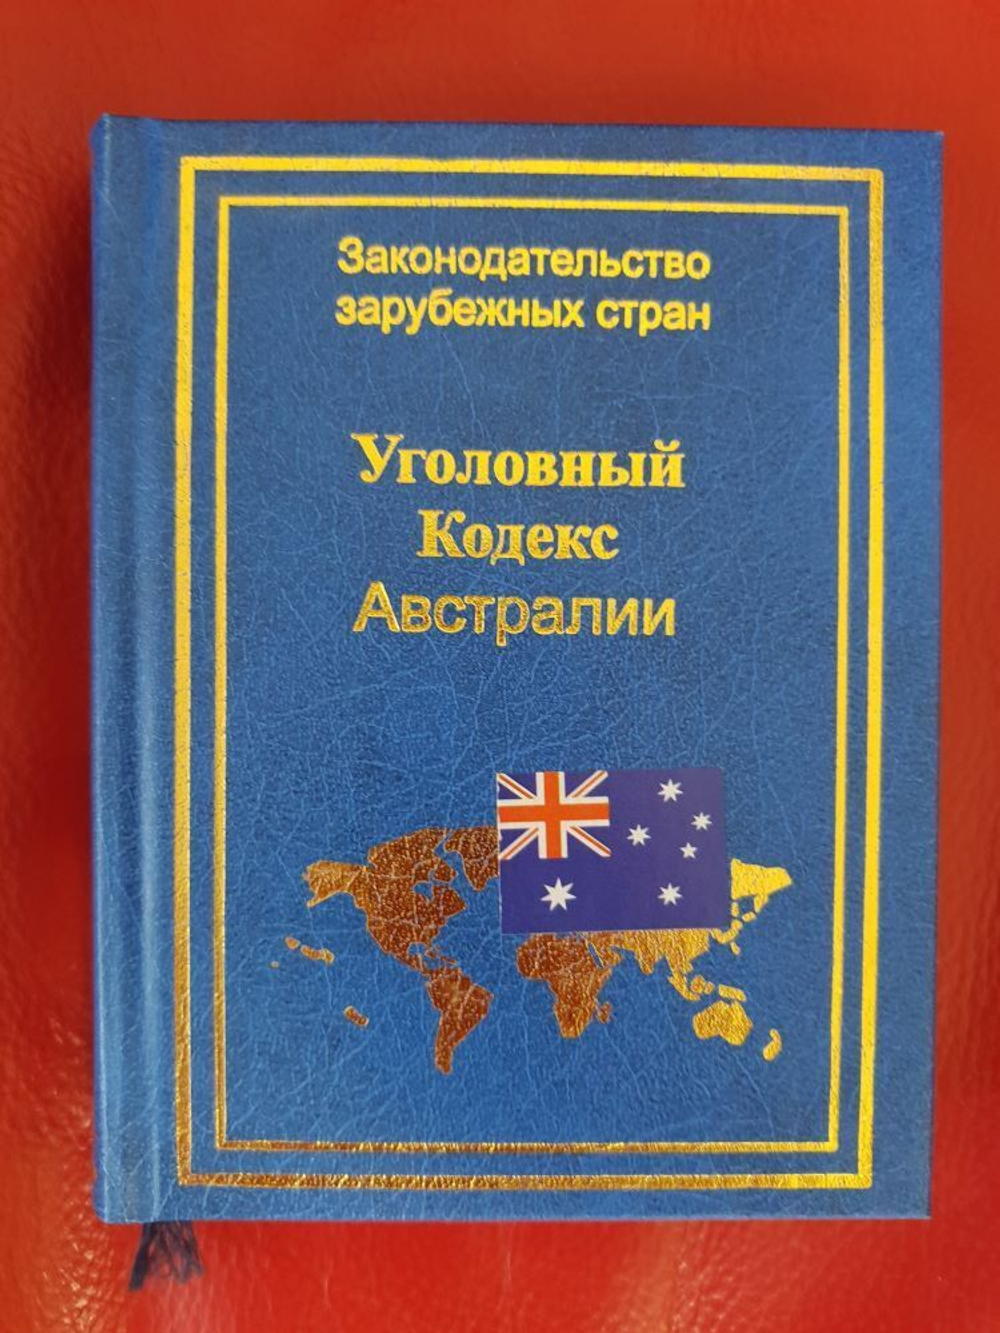 Законодательство
зарубежных стран
Уголовный
Кодекс
Австралии